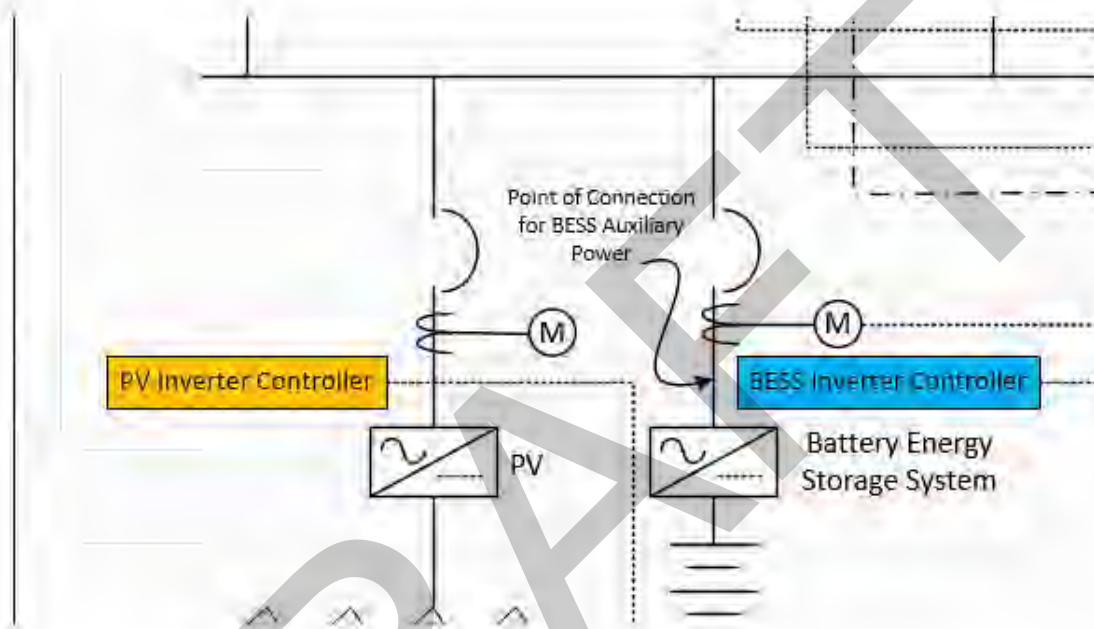 Point of Connection
for BESS Auxiliary
Power
M
M
PV Inverter Controller
BESS Inverter Controller
PV
Battery Energy
Storage System
DRAFT